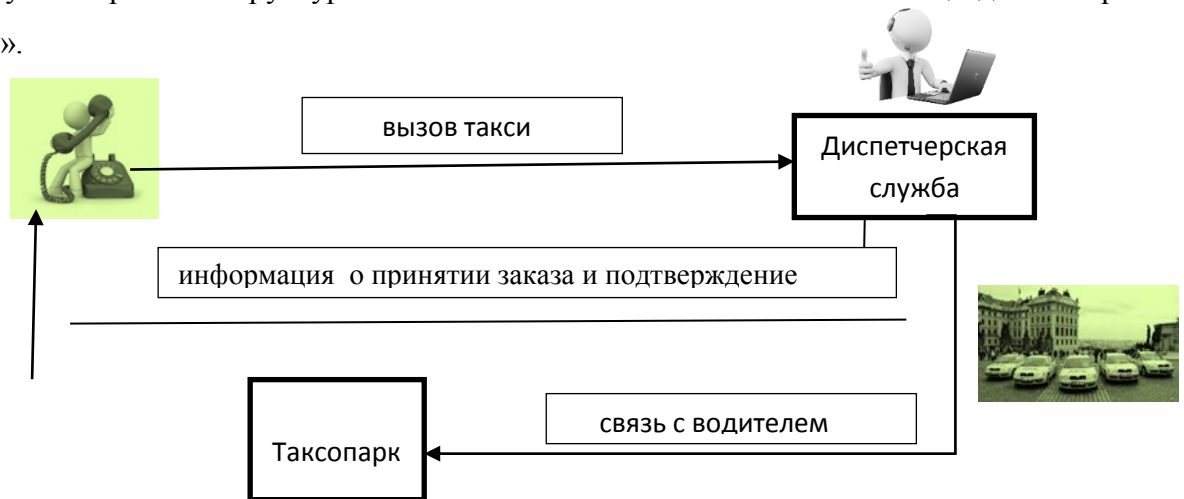 ».
вызов такси
Диспетчерская
служба
информация о принятии заказа и подтверждение
связь с водителем
Таксопарк